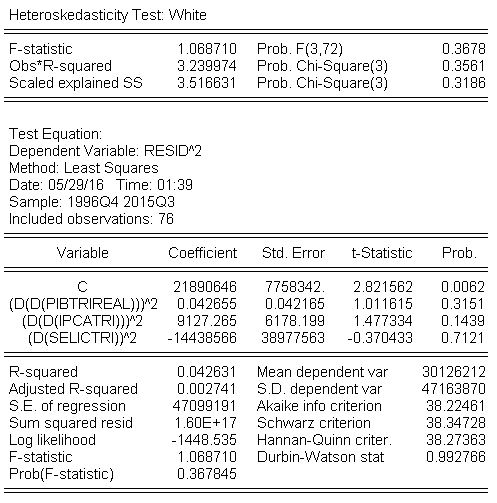 Heteroskedasticity Test: White
F-statistic 1.068710 Prob. F(3,72) 0.3678
Obs*R-squared 3.239974 Prob. Chi-Square(3) 0.3561
Scaled explained SS 3.516631 Prob. Chi-Square(3) 0.3186
Test Equation:
Dependent Variable: RESID^2
Method: Least Squares
Date: 05/29/16 Time: 01:39
Sample: 1996Q4 2015Q3
Included observations: 76
Variable Coefficient Std. Error t-Statistic Prob.
C 21890646 7758342. 2.821562 0.0062
(D(D(PIBTRIREAL)))^2 0.042655 0.042165 1.011615 0.3151
(D(D(IPCATRI)))^2 9127.265 6178.199 1.477334 0.1439
(D(SELICTRI))^2 -14438566 38977563 -0.370433 0.7121
R-squared 0.042631 Mean dependent var 30126212
Adjusted R-squared 0.002741 S.D. dependent var 47163870
S.E. of regression 47099191 Akaike info criterion 38.22461
Sum squared resid 1.60E+17 Schwarz criterion 38.34728
Log likelihood -1448.535 Hannan-Quinn criter. 38.27363
F-statistic 1.068710 Durbin-Watson stat 0.992766
Prob(F-statistic) 0.367845